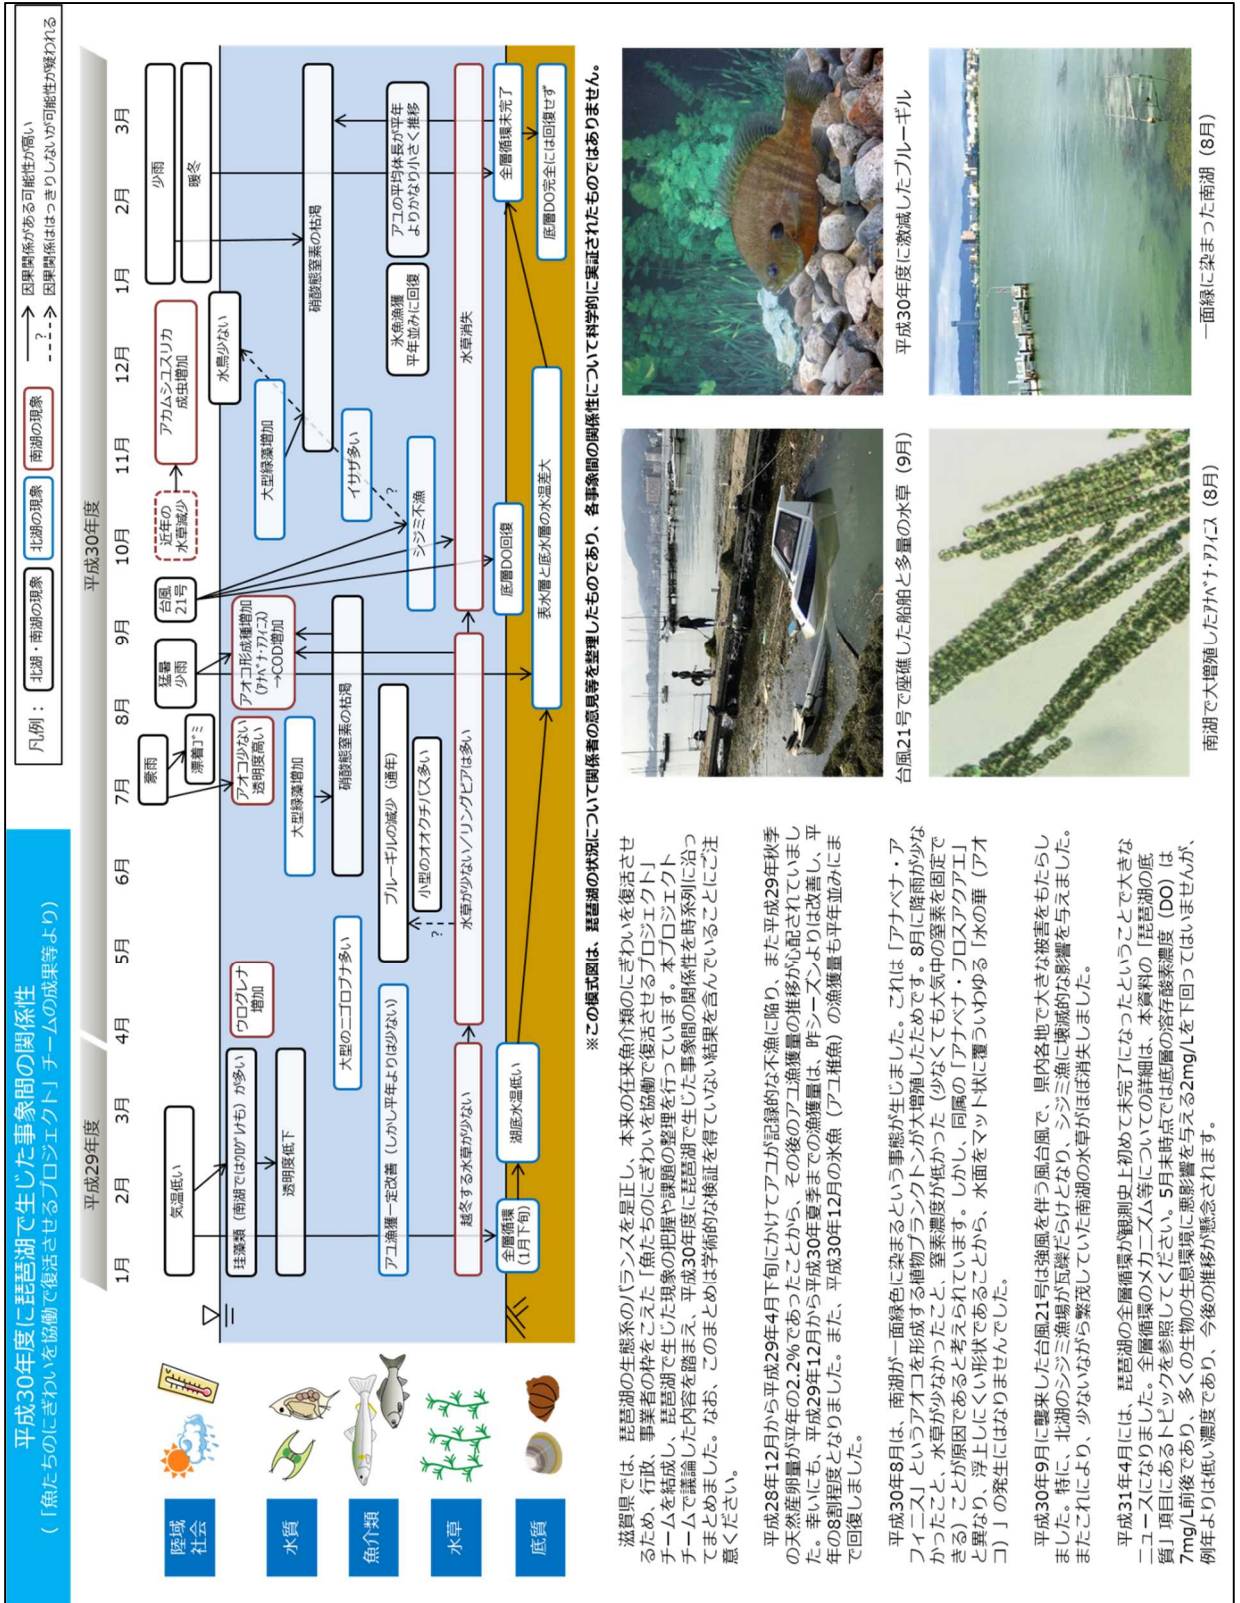 平成30年度に琵琶湖で生じた事象間の関係性
(「魚たちのにぎわいを協働で復活させるプロジェクト」チームの成果等より)
凡例：
北湖・南湖の現象
北湖の現象
南湖の現象
因果関係がある可能性が高い
? 因果関係ははっきりしないが可能性が疑われる
平成29年度
平成30年度
1月 2月 3月 4月 5月 6月 7月 8月 9月 10月 11月 12月 1月 2月 3月
陸域
社会
気温低い
豪雨
漂着ゴミ
猛暑
少雨
台風
21号
近年の
水草減少
アカムシユスリカ
成虫増加
少雨
暖冬
水鳥少ない
水質
珪藻類（南湖ではウログレナも）が多い
透明度低下
ウログレナ
増加
アオコ少ない
透明度高い
アオコ形成種増加
(アナベナ・アフィニス)
→COD増加
大型緑藻増加
硝酸態窒素の枯渇
大型緑藻増加
硝酸態窒素の枯渇
魚介類
大型のニゴロブナ多い
アユ漁獲一定改善（しかし平年よりは少ない）
ブルーギルの減少（通年）
小型のオオクチバス多い
?
イサザ多い
シジミ不漁
?
氷魚漁獲
平年並みに回復
アユの平均体長が平年
よりかなり小さく推移
水草
越冬する水草が少ない
水草が少ない／リングビアは多い
水草消失
底質
全層循環
（1月下旬）
湖底水温低い
底層DO回復
表水層と底水層の水温差大
全層循環未完了
底層DO完全には回復せず
※この模式図は、琵琶湖の状況について関係者の意見等を整理したものであり、各事象間の関係性について科学的に実証されたものではありません。
滋賀県では、琵琶湖の生態系のバランスを是正し、本来の在来魚介類のにぎわいを復活させ
るため、行政、事業者の枠をこえた「魚たちのにぎわいを協働で復活させるプロジェクト」
チームを結成し、琵琶湖で生じた現象の把握や課題の整理を行っています。本プロジェクト
チームで議論した内容を踏まえ、平成30年度に琵琶湖で生じた事象間の関係性を時系列に沿っ
てまとめました。なお、このまとめは学術的な検証を得ていない結果を含んでいることにご注
意ください。
平成28年12月から平成29年4月下旬にかけてアユが記録的な不漁に陥り、また平成29年秋季
の天然産卵量が平年の2.2%であったことから、その後のアユ漁獲量の推移が心配されていまし
た。幸いにも、平成29年12月から平成30年夏季までの漁獲量は、昨シーズンよりは改善し、平
年の8割程度となりました。また、平成30年12月の氷魚（アユ稚魚）の漁獲量も平年並みにま
で回復しました。
平成30年8月は、南湖が一面緑色に染まるという事態が生じました。これは「アナベナ・ア
フィニス」というアオコを形成する植物プランクトンが大増殖したためです。8月に降雨が少な
かったこと、水草が少なかったこと、窒素濃度が低かった（少なくても大気中の窒素を固定で
きる）ことが原因であると考えられています。しかし、同属の「アナベナ・フロスアクアエ」
と異なり、浮上しにくい形状であることから、水面をマット状に覆ういわゆる「水の華（アオ
コ）」の発生にはなりませんでした。
平成30年9月に襲来した台風21号は強風を伴う風台風で、県内各地で大きな被害をもたらし
ました。特に、北湖のシジミ漁場が瓦礫だらけとなり、シジミ漁に壊滅的な影響を与えました。
またこれにより、少ないながら繁茂していた南湖の水草がほぼ消失しました。
平成31年4月には、琵琶湖の全層循環が観測史上初めて未完了になったということで大きな
ニュースになりました。全層循環のメカニズム等についての詳細は、本資料の「琵琶湖の底
質」項目にあるトピックを参照してください。5月末時点では底層の溶存酸素濃度（DO）は
7mg/L前後であり、多くの生物の生息環境に悪影響を与える2mg/Lを下回ってはいませんが、
例年よりは低い濃度であり、今後の推移が懸念されます。
台風21号で座礁した船舶と多量の水草（9月）
平成30年度に激減したブルーギル
南湖で大増殖したアナベナ・アフィニス（8月）
一面緑に染まった南湖（8月）